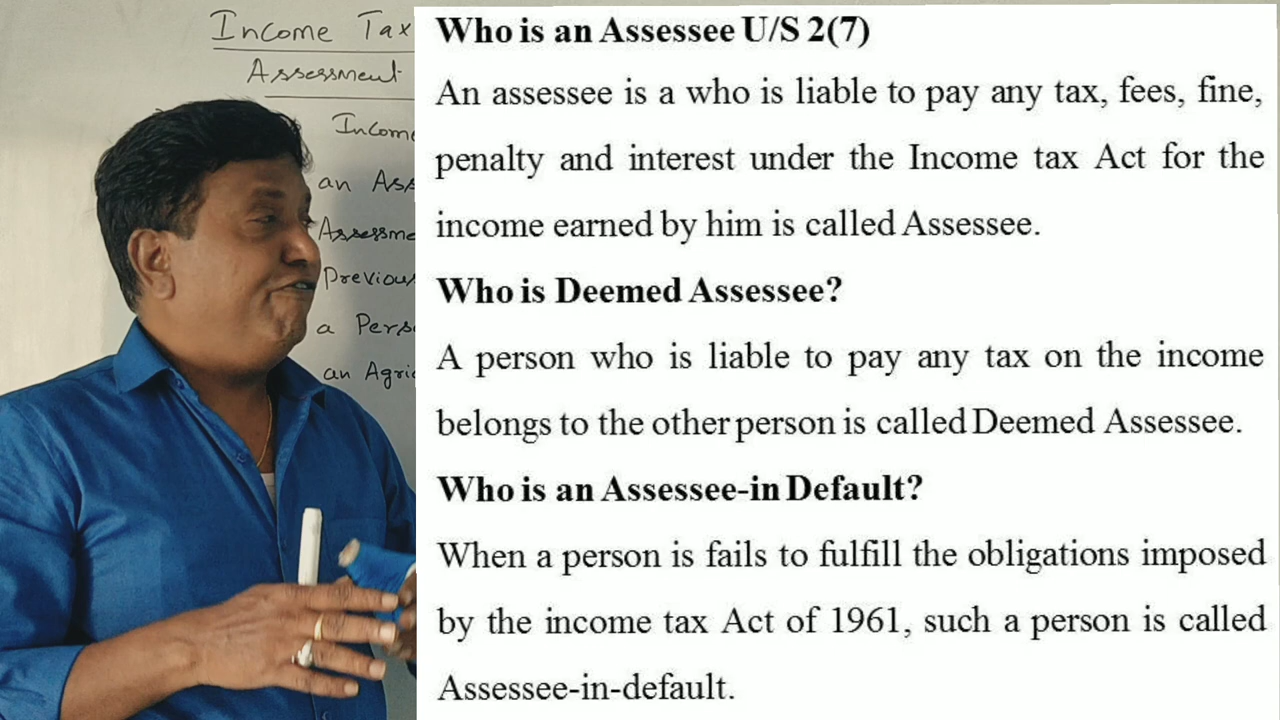 Income Tax
Assessment
Income
an Ass
Assessme
Previous
a Perso
an Agric
Who is an Assessee U/S 2(7)
An assessee is a who is liable to pay any tax, fees, fine,
penalty and interest under the Income tax Act for the
income earned by him is called Assessee.
Who is Deemed Assessee?
A person who is liable to pay any tax on the income
belongs to the other person is called Deemed Assessee.
Who is an Assessee-in Default?
When a person is fails to fulfill the obligations imposed
by the income tax Act of 1961, such a person is called
Assessee-in-default.